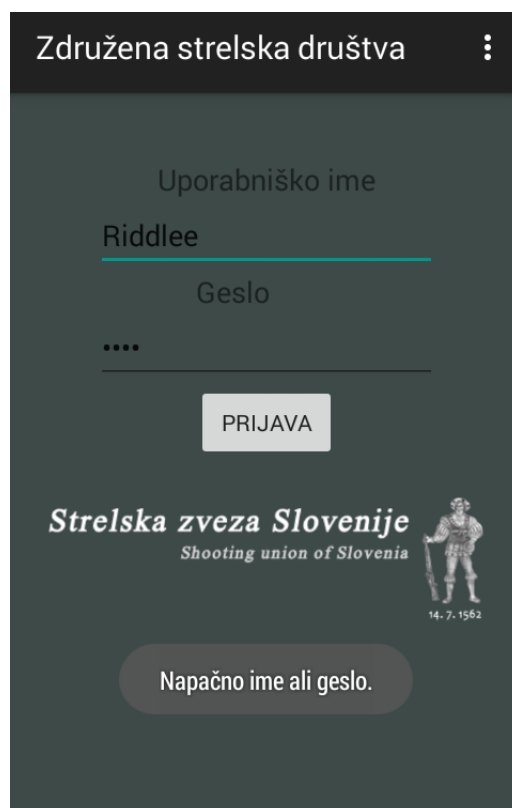 Združena strelska društva
Uporabniško ime
Riddlee
Geslo
••••
PRIJAVA
Strelska zveza Slovenije
Shooting union of Slovenia
14. 7. 1562
Napačno ime ali geslo.